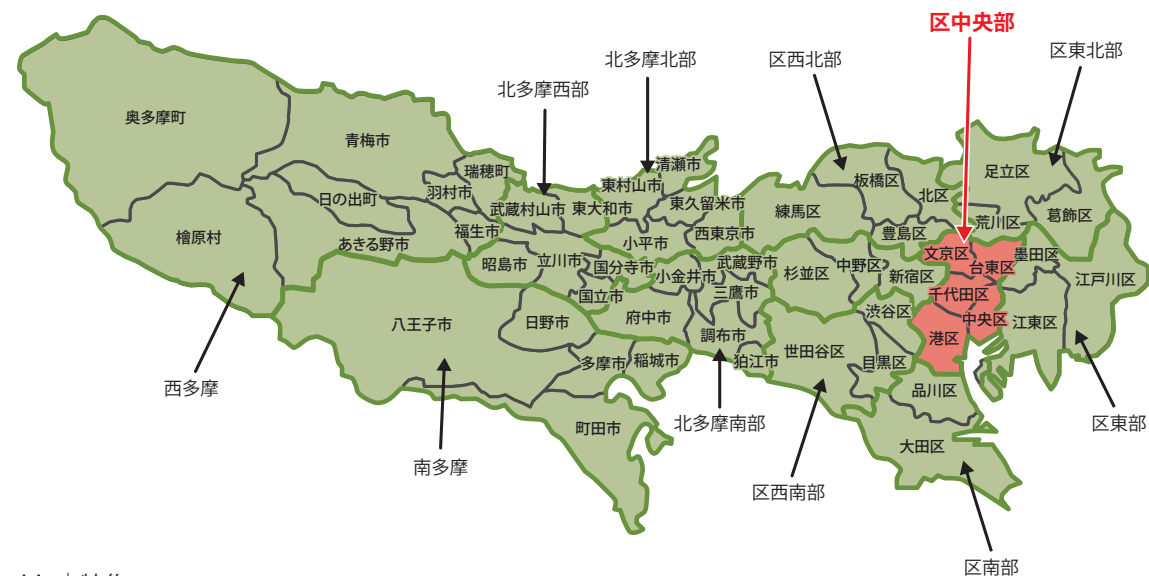 区中央部
北多摩北部
区西北部
区東北部
北多摩西部
奥多摩町
青梅市
清瀬市
瑞穂町
東村山市
足立区
板橋区
北区
羽村市
日の出町
武蔵村山市
東大和市
東久留米市
練馬区
荒川区
葛飾区
福生市
檜原村
あきる野市
小平市
西東京市
豊島区
文京区
墨田区
昭島市
立川市
国分寺市
小金井市
武蔵野市
杉並区
中野区
新宿区
台東区
江戸川区
国立市
三鷹市
千代田区
八王子市
日野市
府中市
渋谷区
中央区
江東区
調布市
港区
世田谷区
多摩市
稲城市
狛江市
目黒区
西多摩
品川区
北多摩南部
区東部
町田市
大田区
南多摩
区西南部
区南部